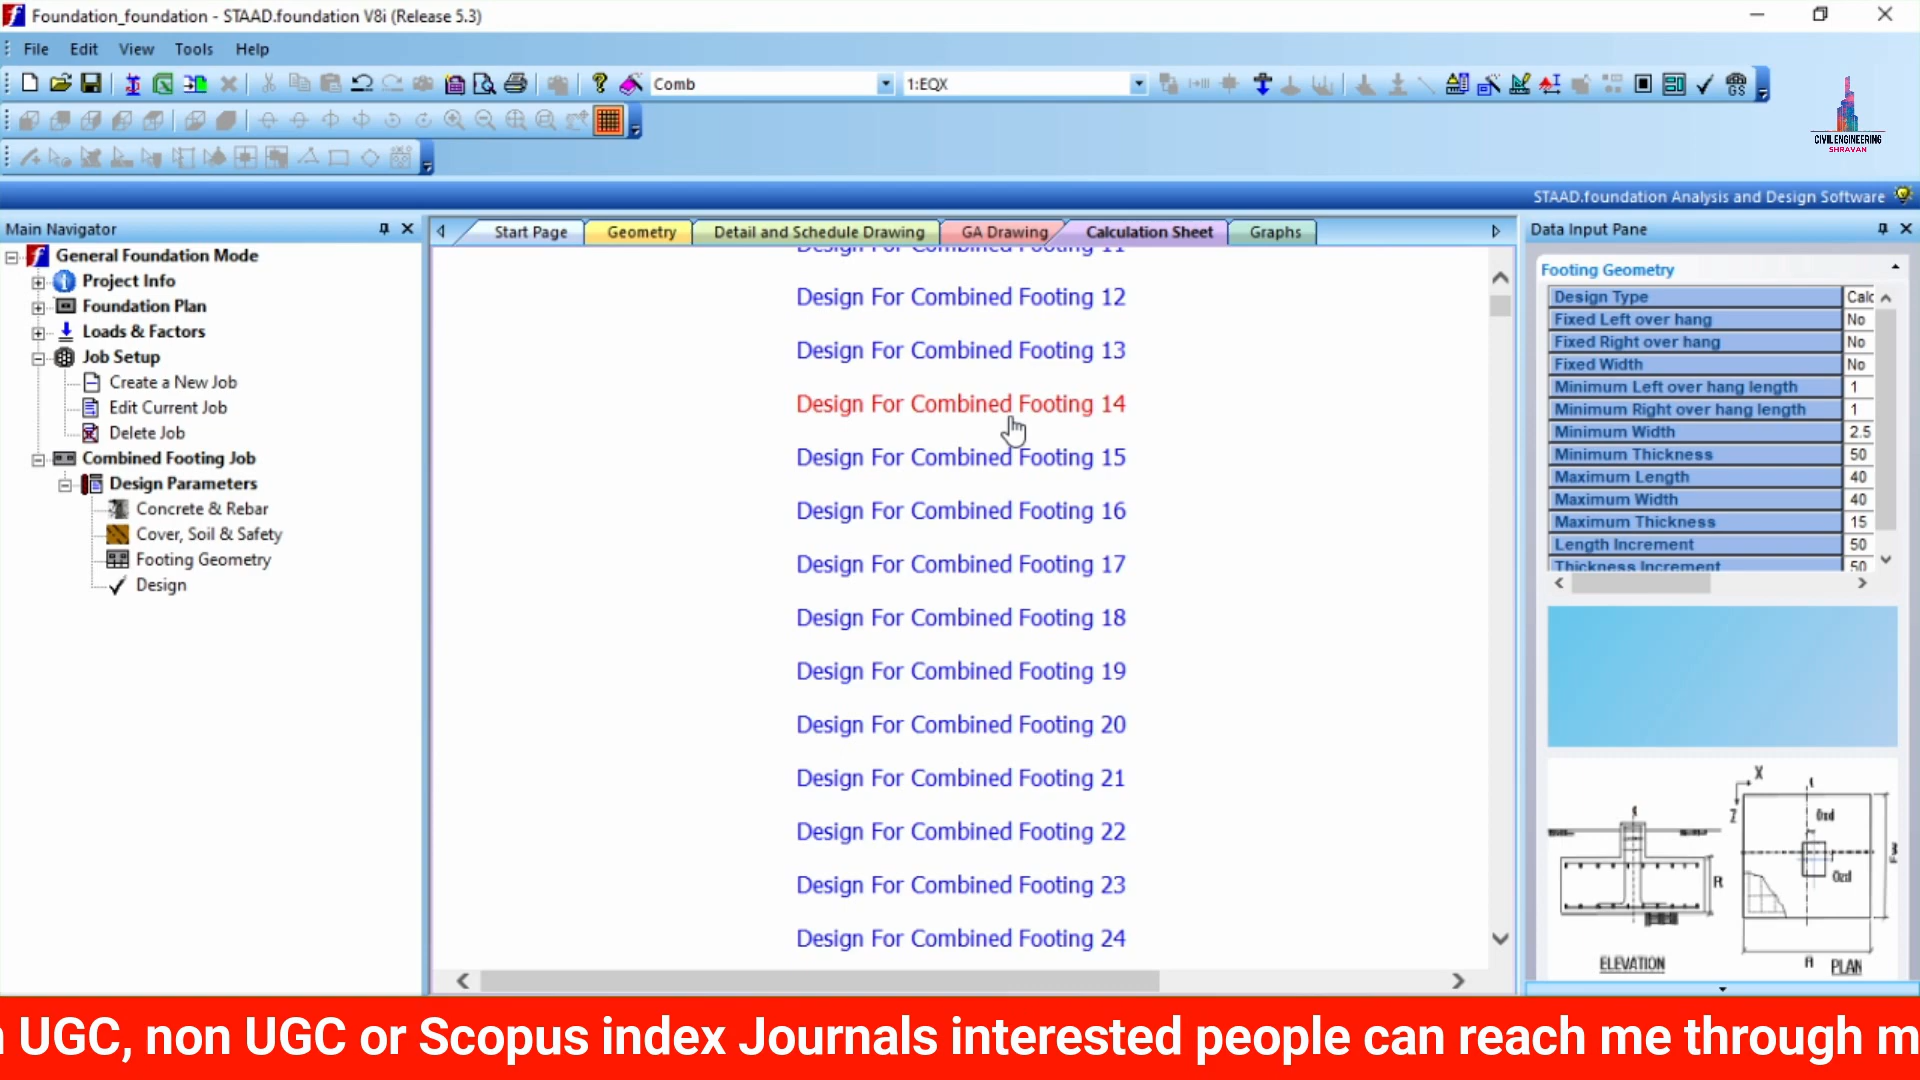 Foundation_foundation - STAAD.foundation V8i (Release 5.3)
File Edit View Tools Help
Comb 1:EQX
CIVIL ENGINEERING
SHRAVAN
STAAD.foundation Analysis and Design Software
Main Navigator
General Foundation Mode
Project Info
Foundation Plan
Loads & Factors
Job Setup
Create a New Job
Edit Current Job
Delete Job
Combined Footing Job
Design Parameters
Concrete & Rebar
Cover, Soil & Safety
Footing Geometry
Design
Start Page Geometry Detail and Schedule Drawing GA Drawing Calculation Sheet Graphs
Design For Combined Footing 11
Design For Combined Footing 12
Design For Combined Footing 13
Design For Combined Footing 14
Design For Combined Footing 15
Design For Combined Footing 16
Design For Combined Footing 17
Design For Combined Footing 18
Design For Combined Footing 19
Design For Combined Footing 20
Design For Combined Footing 21
Design For Combined Footing 22
Design For Combined Footing 23
Design For Combined Footing 24
Data Input Pane
Footing Geometry
Design Type Calc
Fixed Left over hang No
Fixed Right over hang No
Fixed Width No
Minimum Left over hang length 1
Minimum Right over hang length 1
Minimum Width 2.5
Minimum Thickness 50
Maximum Length 40
Maximum Width 40
Maximum Thickness 15
Length Increment 50
Thickness Increment 50
X
Z
Oxd
Ozd
R
ELEVATION
A PLAN
UGC, non UGC or Scopus index Journals interested people can reach me through m